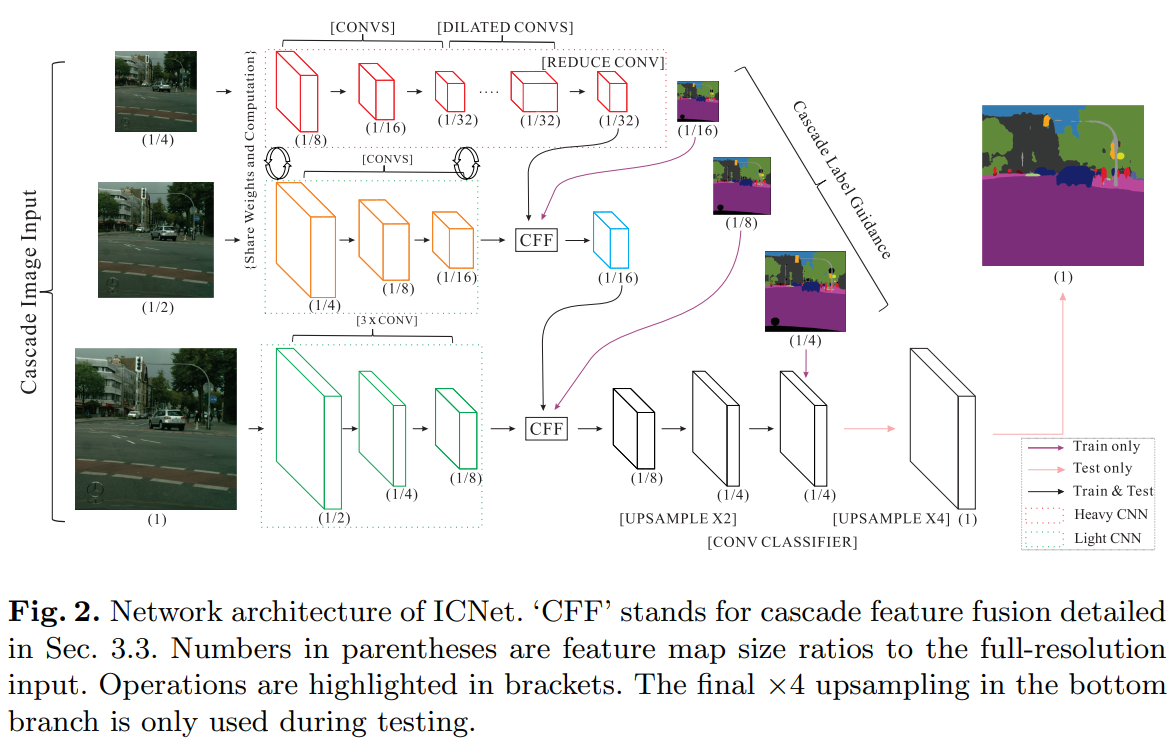 [CONVS] [DILATED CONVS]
[REDUCE CONV]
(1/4) (1/8) (1/16) (1/32) (1/32) (1/32) (1/16)
{Share Weights and Computation}
Cascade Image Input
Cascade Label Guidance
[CONVS]
(1/2) (1/4) (1/8) (1/16) CFF (1/16) (1/8)
(1)
[3 X CONV]
(1/4)
(1) (1/2) (1/4) (1/8) CFF (1/8) (1/4) (1/4) (1)
[UPSAMPLE X2] [UPSAMPLE X4]
[CONV CLASSIFIER]
Train only
Test only
Train & Test
Heavy CNN
Light CNN
Fig. 2. Network architecture of ICNet. ‘CFF’ stands for cascade feature fusion detailed
in Sec. 3.3. Numbers in parentheses are feature map size ratios to the full-resolution
input. Operations are highlighted in brackets. The final ×4 upsampling in the bottom
branch is only used during testing.